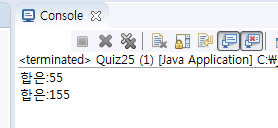 Console
<terminated> Quiz25 (1) [Java Application] C:₩
합은:55
합은:155